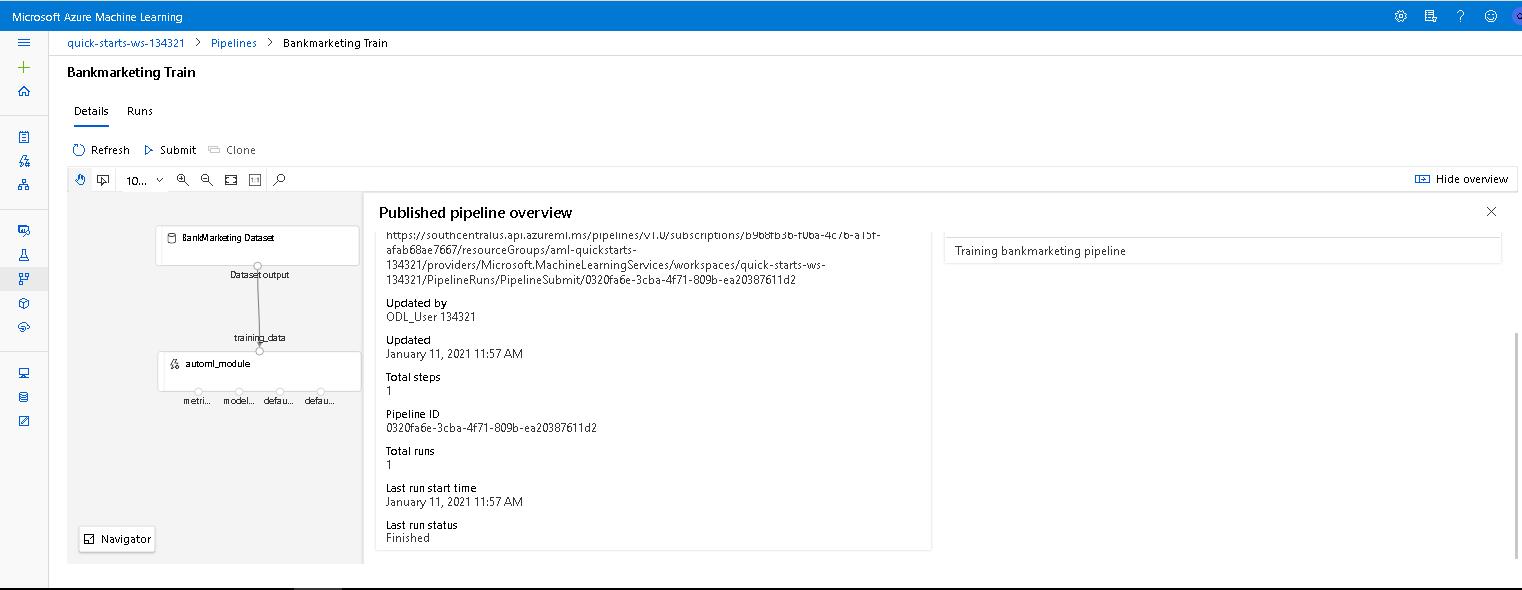 Microsoft Azure Machine Learning
quick-starts-ws-134321 > Pipelines > Bankmarketing Train
Bankmarketing Train
Details Runs
Refresh Submit Clone
10... Hide overview
BankMarketing Dataset
Dataset output
training_data
automl_module
metri... model... defau... defau...
Navigator
Published pipeline overview
https://southcentralus.api.azureml.ms/pipelines/v1.0/subscriptions/b968fb36-f06a-4c76-a15f-
afab68ae7667/resourceGroups/aml-quickstarts-
134321/providers/Microsoft.MachineLearningServices/workspaces/quick-starts-ws-
134321/PipelineRuns/PipelineSubmit/0320fa6e-3cba-4f71-809b-ea20387611d2
Updated by
ODL_User 134321
Updated
January 11, 2021 11:57 AM
Total steps
1
Pipeline ID
0320fa6e-3cba-4f71-809b-ea20387611d2
Total runs
1
Last run start time
January 11, 2021 11:57 AM
Last run status
Finished
Training bankmarketing pipeline